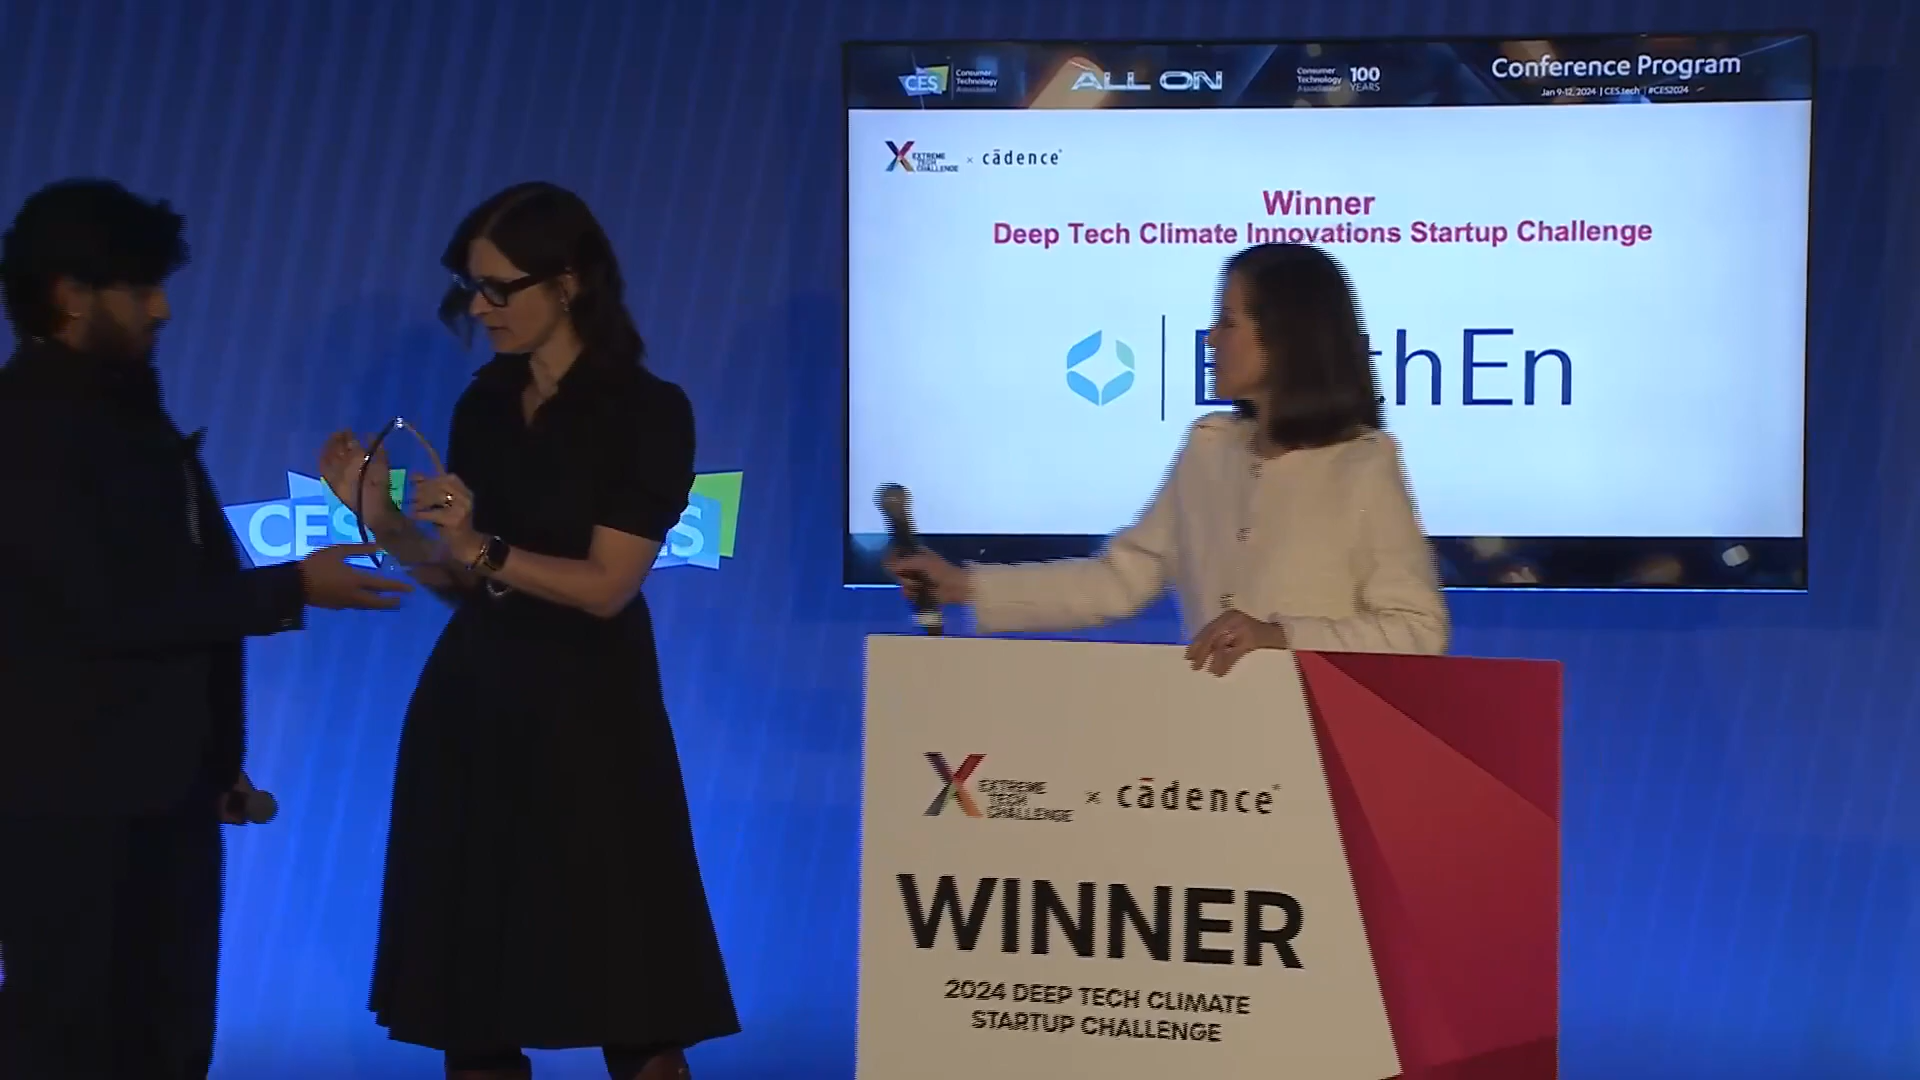 CES
Consumer
Technology
Association
ALL ON
Consumer
Technology
Association
100
YEARS
Conference Program
Jan 9-12, 2024 | CES.tech | #CES2024
X EXTREME
TECH
CHALLENGE
× cādence®
Winner
Deep Tech Climate Innovations Startup Challenge
En
CES
X EXTREME
TECH
CHALLENGE
× cādence®
WINNER
2024 DEEP TECH CLIMATE
STARTUP CHALLENGE